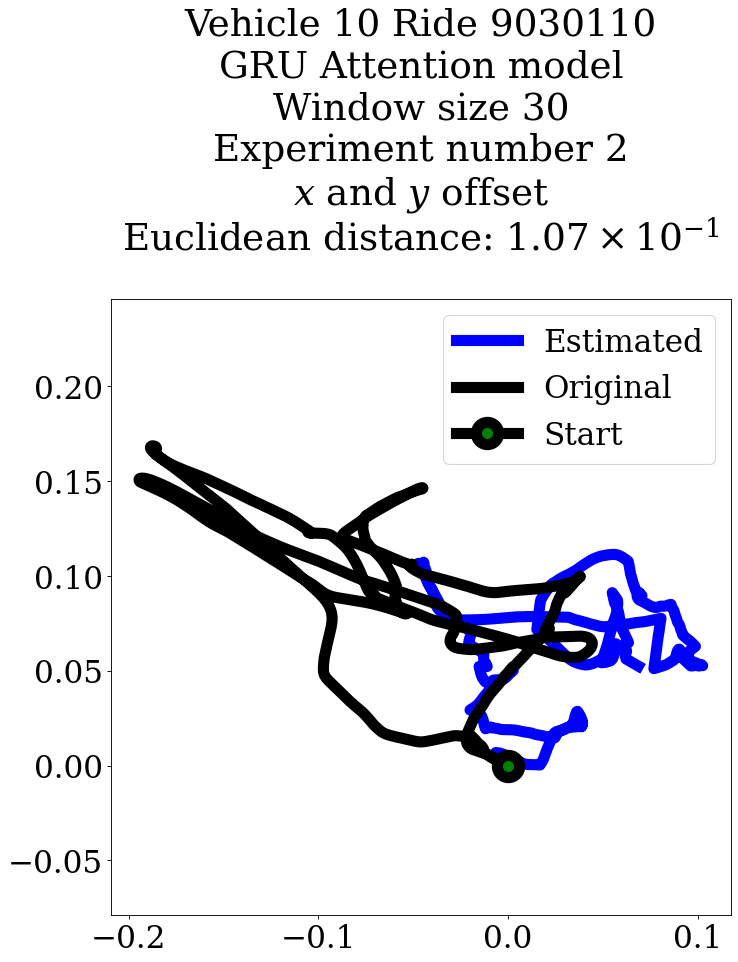 Vehicle 10 Ride 9030110
GRU Attention model
Window size 30
Experiment number 2
x and y offset
Euclidean distance: 1.07 × 10⁻¹
Estimated
Original
Start
0.20
0.15
0.10
0.05
0.00
−0.05
−0.2 −0.1 0.0 0.1